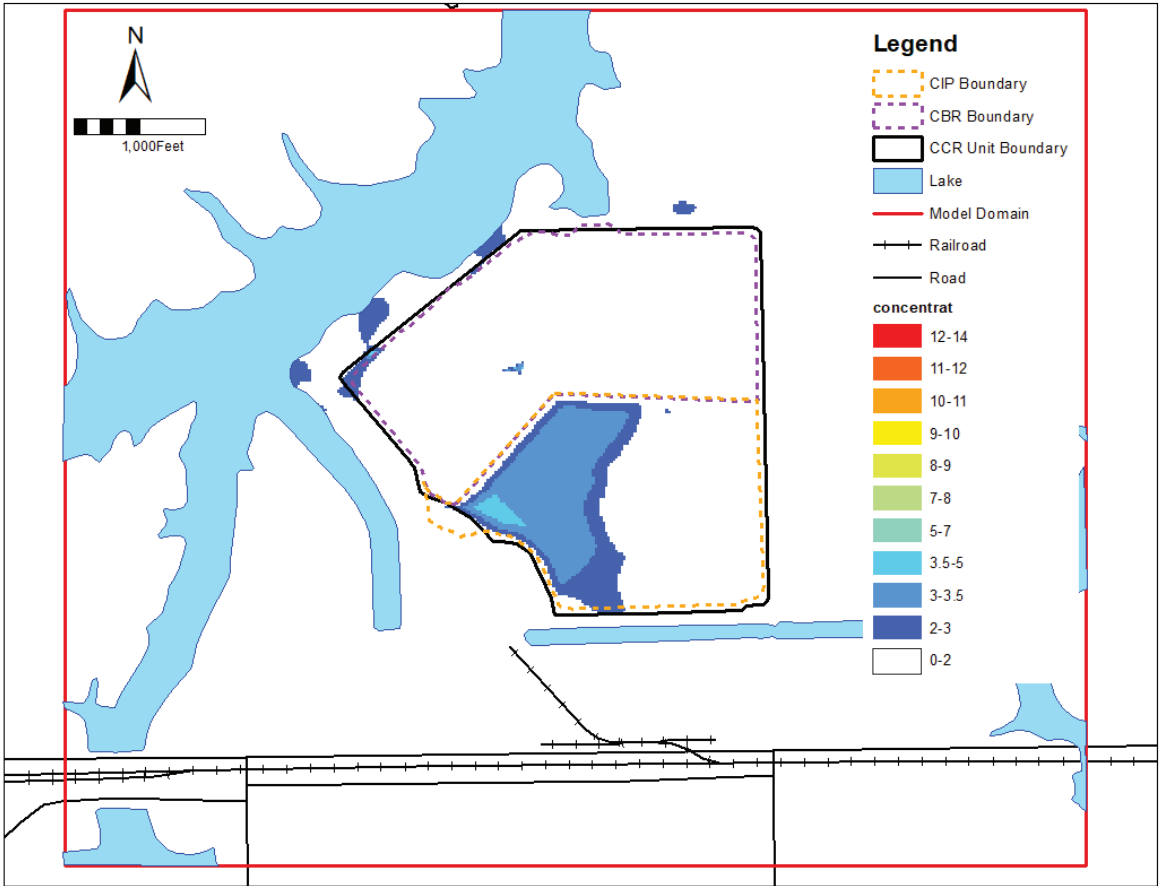 N
1,000Feet
Legend
CIP Boundary
CBR Boundary
CCR Unit Boundary
Lake
Model Domain
Railroad
Road
concentrat
12-14
11-12
10-11
9-10
8-9
7-8
5-7
3.5-5
3-3.5
2-3
0-2